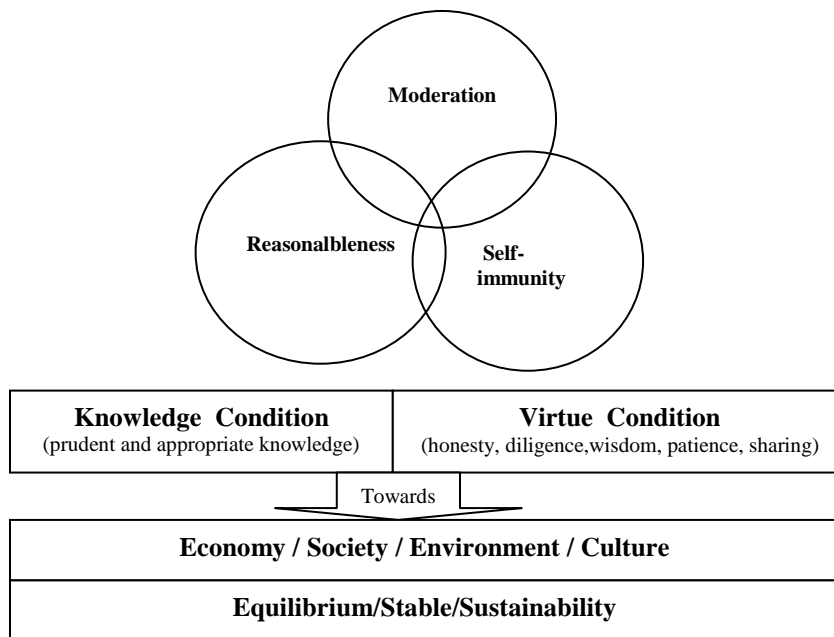 Moderation
Reasonalbleness
Self-
immunity
Knowledge Condition
(prudent and appropriate knowledge)
Virtue Condition
(honesty, diligence,wisdom, patience, sharing)
Towards
Economy / Society / Environment / Culture
Equilibrium/Stable/Sustainability